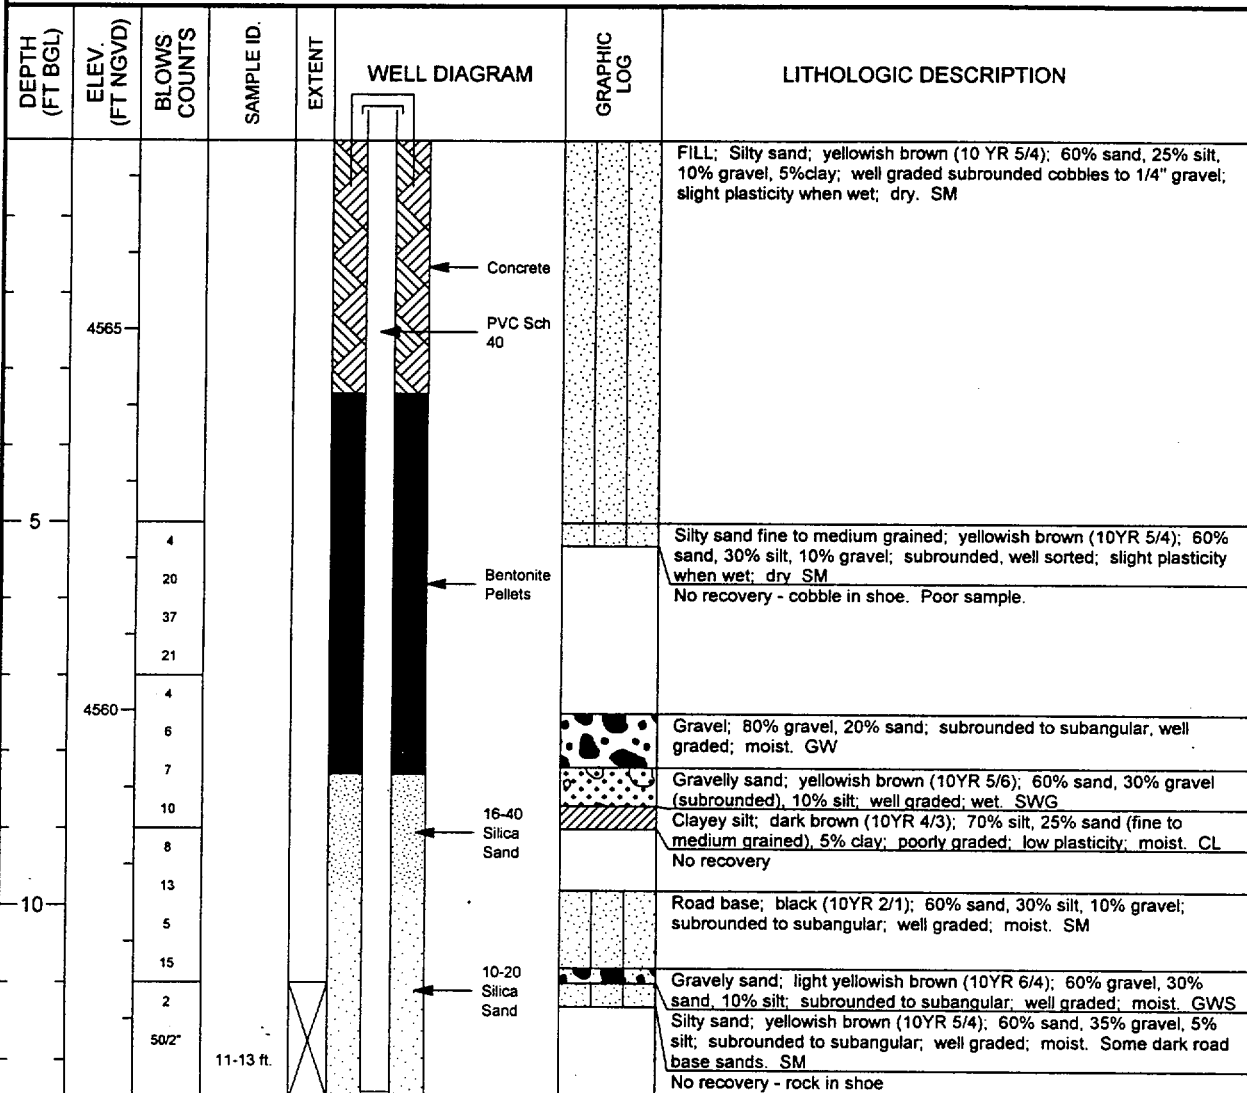 DEPTH
(FT BGL)
ELEV.
(FT NGVD)
BLOWS
COUNTS
SAMPLE ID.
EXTENT
WELL DIAGRAM
GRAPHIC
LOG
LITHOLOGIC DESCRIPTION
FILL; Silty sand; yellowish brown (10 YR 5/4); 60% sand, 25% silt,
10% gravel, 5%clay; well graded subrounded cobbles to 1/4" gravel;
slight plasticity when wet; dry. SM
Concrete
4565
PVC Sch
40
5
Silty sand fine to medium grained; yellowish brown (10YR 5/4); 60%
sand, 30% silt, 10% gravel; subrounded, well sorted; slight plasticity
when wet; dry SM
4
20
37
21
Bentonite
Pellets
No recovery - cobble in shoe. Poor sample.
4
4560
6
7
10
Gravel; 80% gravel, 20% sand; subrounded to subangular, well
graded; moist. GW
Gravelly sand; yellowish brown (10YR 5/6); 60% sand, 30% gravel
(subrounded), 10% silt; well graded; wet. SWG
16-40
Silica
Sand
Clayey silt; dark brown (10YR 4/3); 70% silt, 25% sand (fine to
medium grained), 5% clay; poorly graded; low plasticity; moist. CL
No recovery
8
13
10
5
15
Road base; black (10YR 2/1); 60% sand, 30% silt, 10% gravel;
subrounded to subangular; well graded; moist. SM
10-20
Silica
Sand
Gravely sand; light yellowish brown (10YR 6/4); 60% gravel, 30%
sand, 10% silt; subrounded to subangular; well graded; moist. GWS
2
50/2"
11-13 ft.
Silty sand; yellowish brown (10YR 5/4); 60% sand, 35% gravel, 5%
silt; subrounded to subangular; well graded; moist. Some dark road
base sands. SM
No recovery - rock in shoe